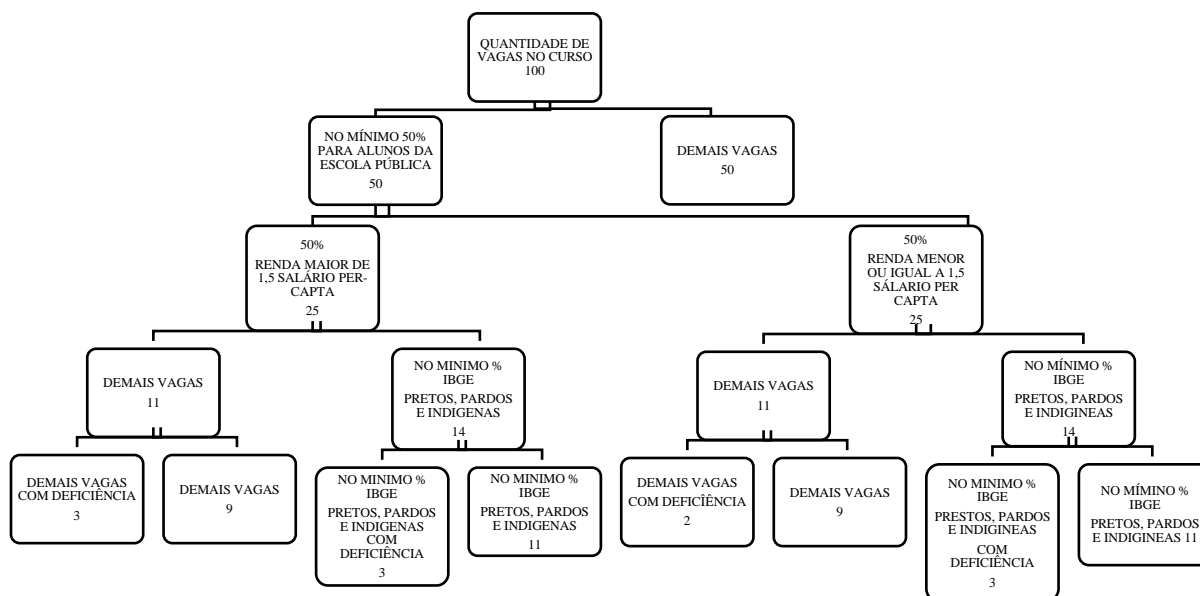 QUANTIDADE DE
VAGAS NO CURSO
100
NO MÍNIMO 50%
PARA ALUNOS DA
ESCOLA PÚBLICA
50
DEMAIS VAGAS
50
50%
RENDA MAIOR DE
1,5 SALÁRIO PER-
CAPTA
25
50%
RENDA MENOR
OU IGUAL A 1,5
SÁLARIO PER
CAPTA
25
DEMAIS VAGAS
11
NO MINIMO %
IBGE
PRETOS, PARDOS
E INDIGENAS
14
DEMAIS VAGAS
11
NO MÍNIMO %
IBGE
PRETOS, PARDOS
E INDIGINEAS
14
DEMAIS VAGAS
COM DEFICIÊNCIA
3
DEMAIS VAGAS
9
NO MINIMO %
IBGE
PRETOS, PARDOS
E INDIGENAS
COM
DEFICIÊNCIA
3
NO MINIMO %
IBGE
PRETOS, PARDOS
E INDIGENAS
11
DEMAIS VAGAS
COM DEFICÎÊNCIA
2
DEMAIS VAGAS
9
NO MINIMO %
IBGE
PRESTOS, PARDOS
E INDIGINEAS
COM
DEFICIÊNCIA
3
NO MÍMINO %
IBGE
PRETOS, PARDOS
E INDIGINEAS 11